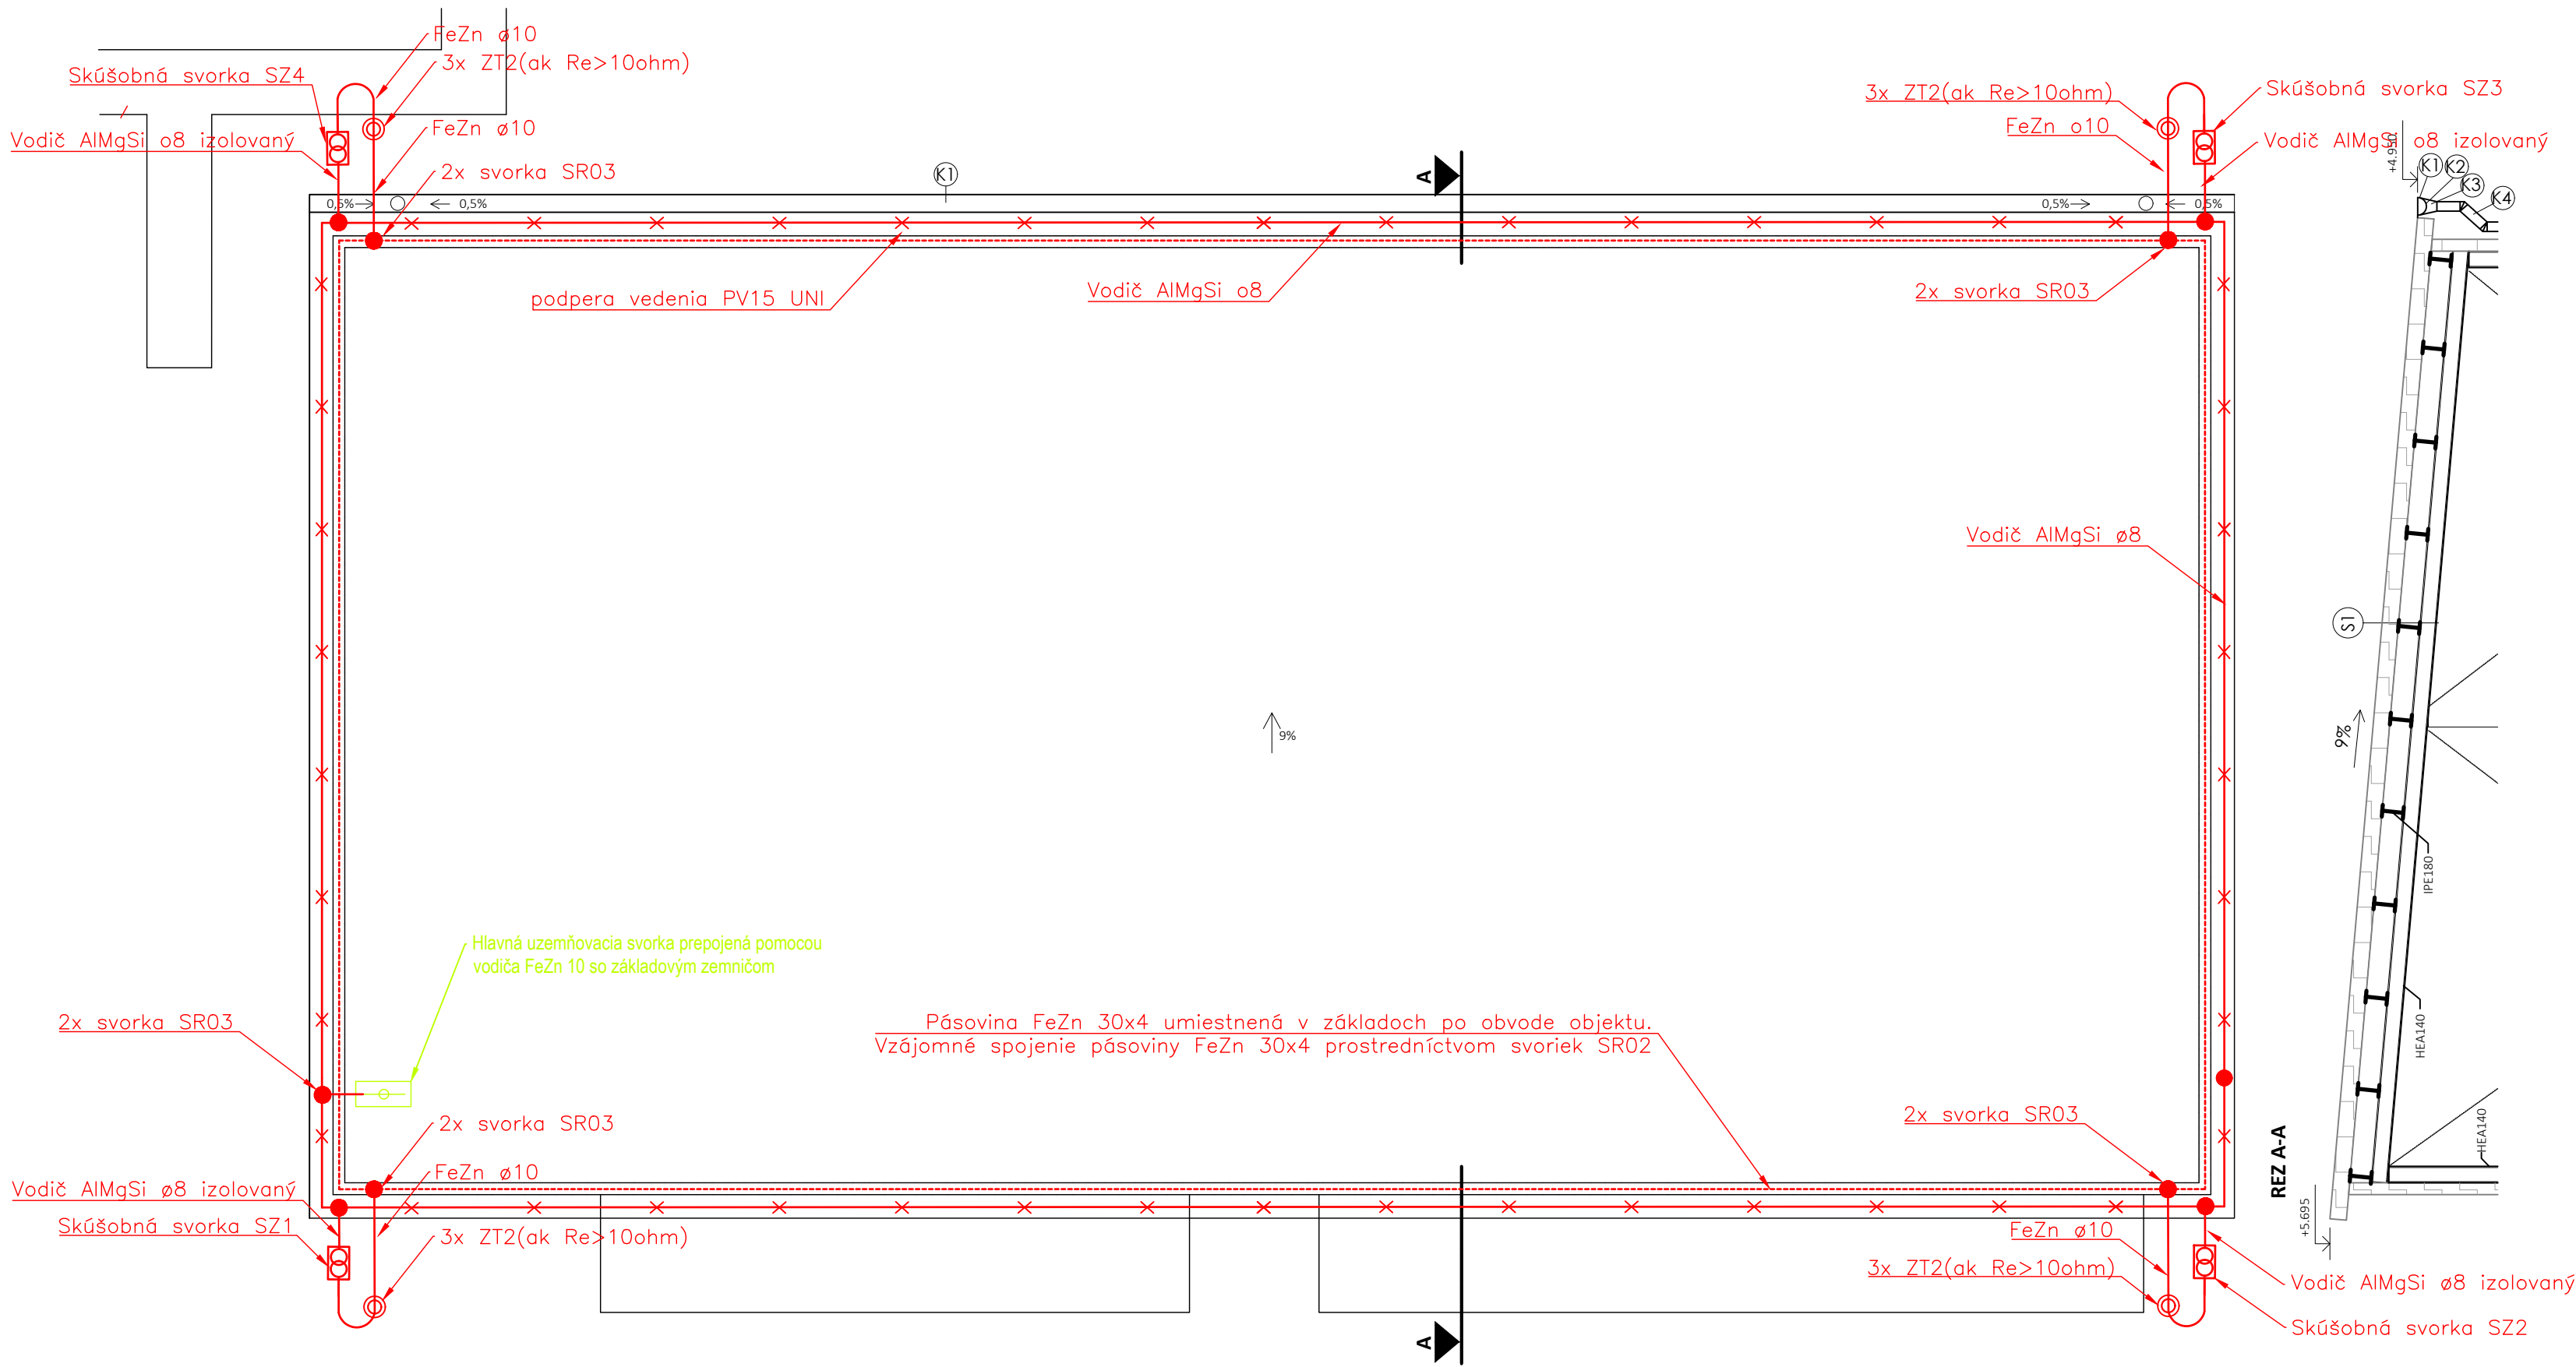 FeZn ø10
3x ZT2(ak Re>10ohm)
Skúšobná svorka SZ4
FeZn ø10
Vodič AlMgSi o8 izolovaný
2x svorka SR03
K1
A
3x ZT2(ak Re>10ohm)
Skúšobná svorka SZ3
FeZn o10
Vodič AlMgSi o8 izolovaný
+4.950
K1
K2
K3
K4
0,5%
0,5%
0,5%
0,5%
podpera vedenia PV15 UNI
Vodič AlMgSi o8
2x svorka SR03
Vodič AlMgSi ø8
S1
9%
9%
IPE180
Hlavná uzemňovacia svorka prepojená pomocou
vodiča FeZn 10 so základovým zemničom
2x svorka SR03
Pásovina FeZn 30x4 umiestnená v základoch po obvode objektu.
Vzájomné spojenie pásoviny FeZn 30x4 prostredníctvom svoriek SR02
HEA140
HEA140
2x svorka SR03
2x svorka SR03
REZ A-A
FeZn ø10
Vodič AlMgSi ø8 izolovaný
Skúšobná svorka SZ1
3x ZT2(ak Re>10ohm)
+5.695
FeZn ø10
3x ZT2(ak Re>10ohm)
Vodič AlMgSi ø8 izolovaný
Skúšobná svorka SZ2
A